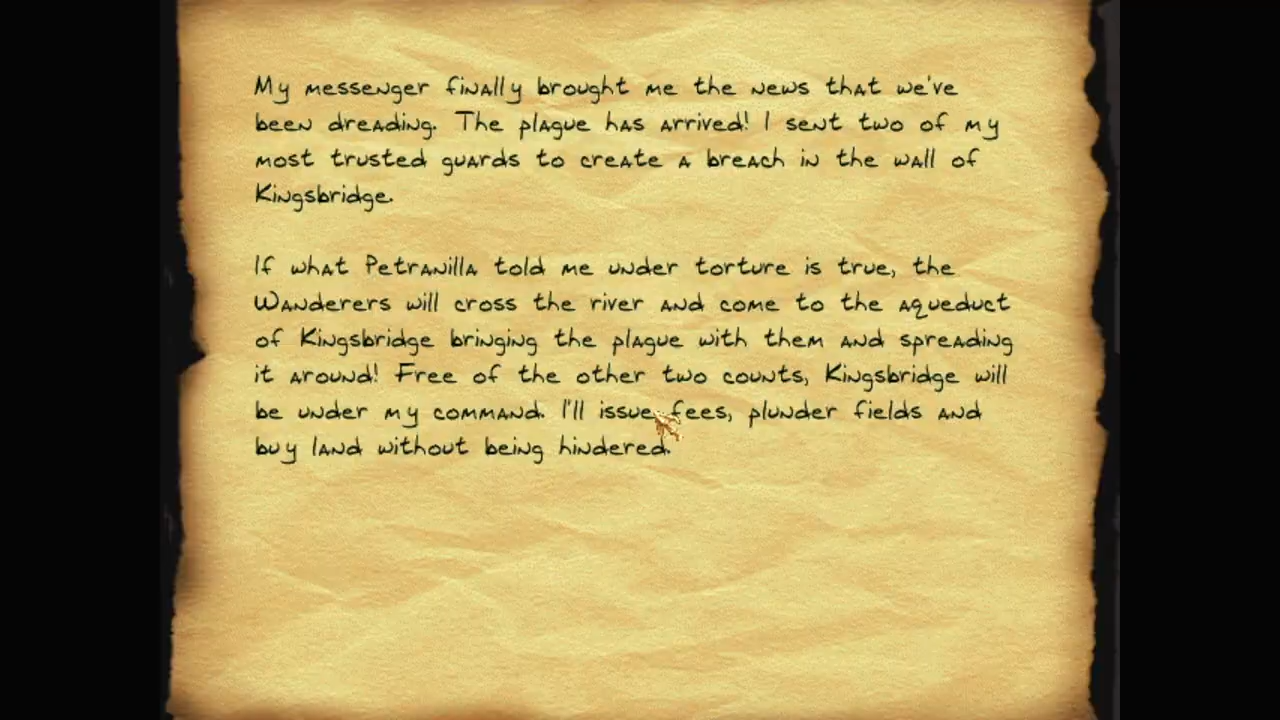 My messenger finally brought me the news that we've
been dreading. The plague has arrived! I sent two of my
most trusted guards to create a breach in the wall of
Kingsbridge.
If what Petranilla told me under torture is true, the
Wanderers will cross the river and come to the aqueduct
of Kingsbridge bringing the plague with them and spreading
it around! Free of the other two counts, Kingsbridge will
be under my command. I'll issue fees, plunder fields and
buy land without being hindered.